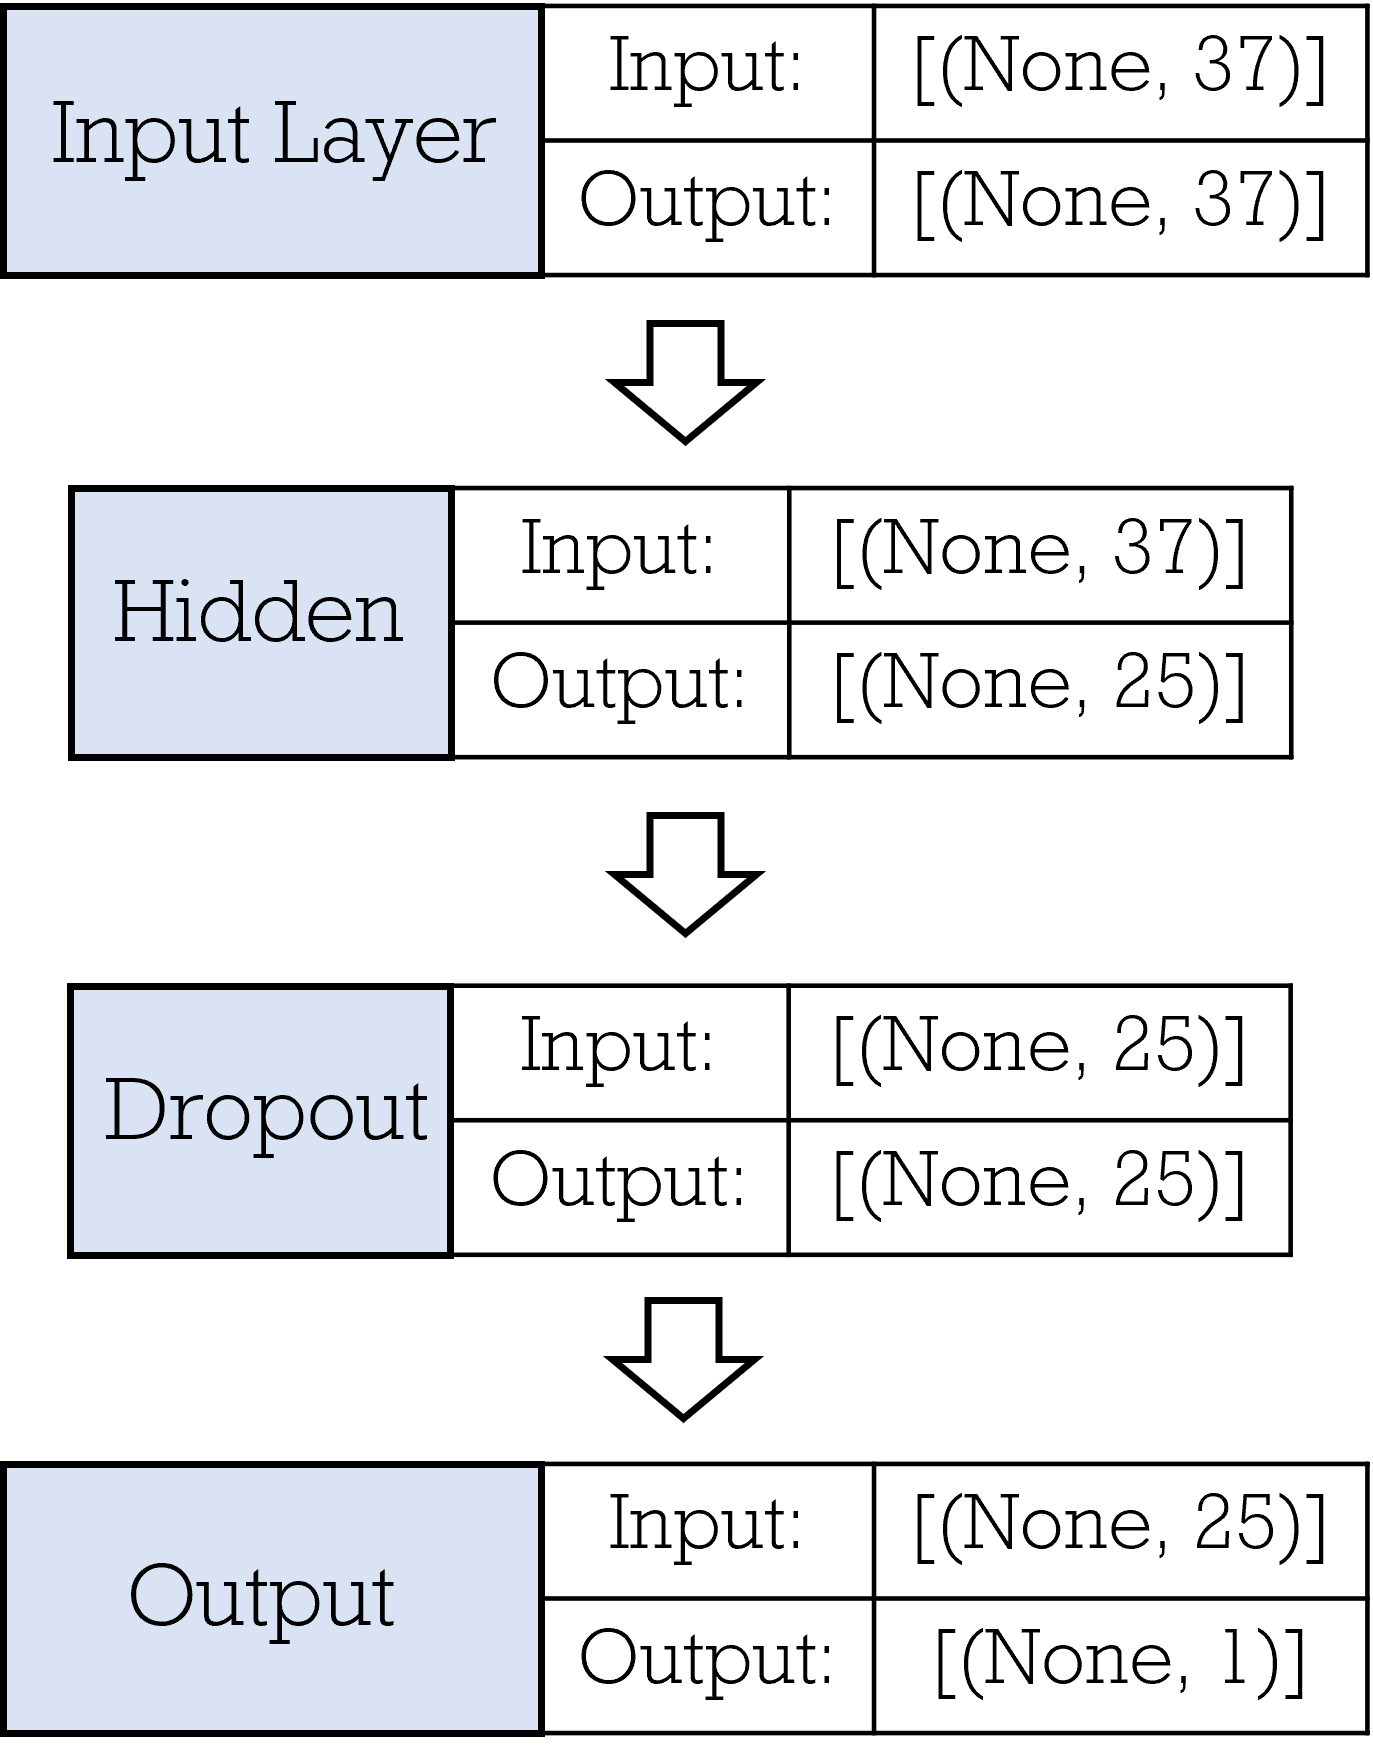 Input Layer
Input: [(None, 37)]
Output: [(None, 37)]
Hidden
Input: [(None, 37)]
Output: [(None, 25)]
Dropout
Input: [(None, 25)]
Output: [(None, 25)]
Output
Input: [(None, 25)]
Output: [(None, 1)]